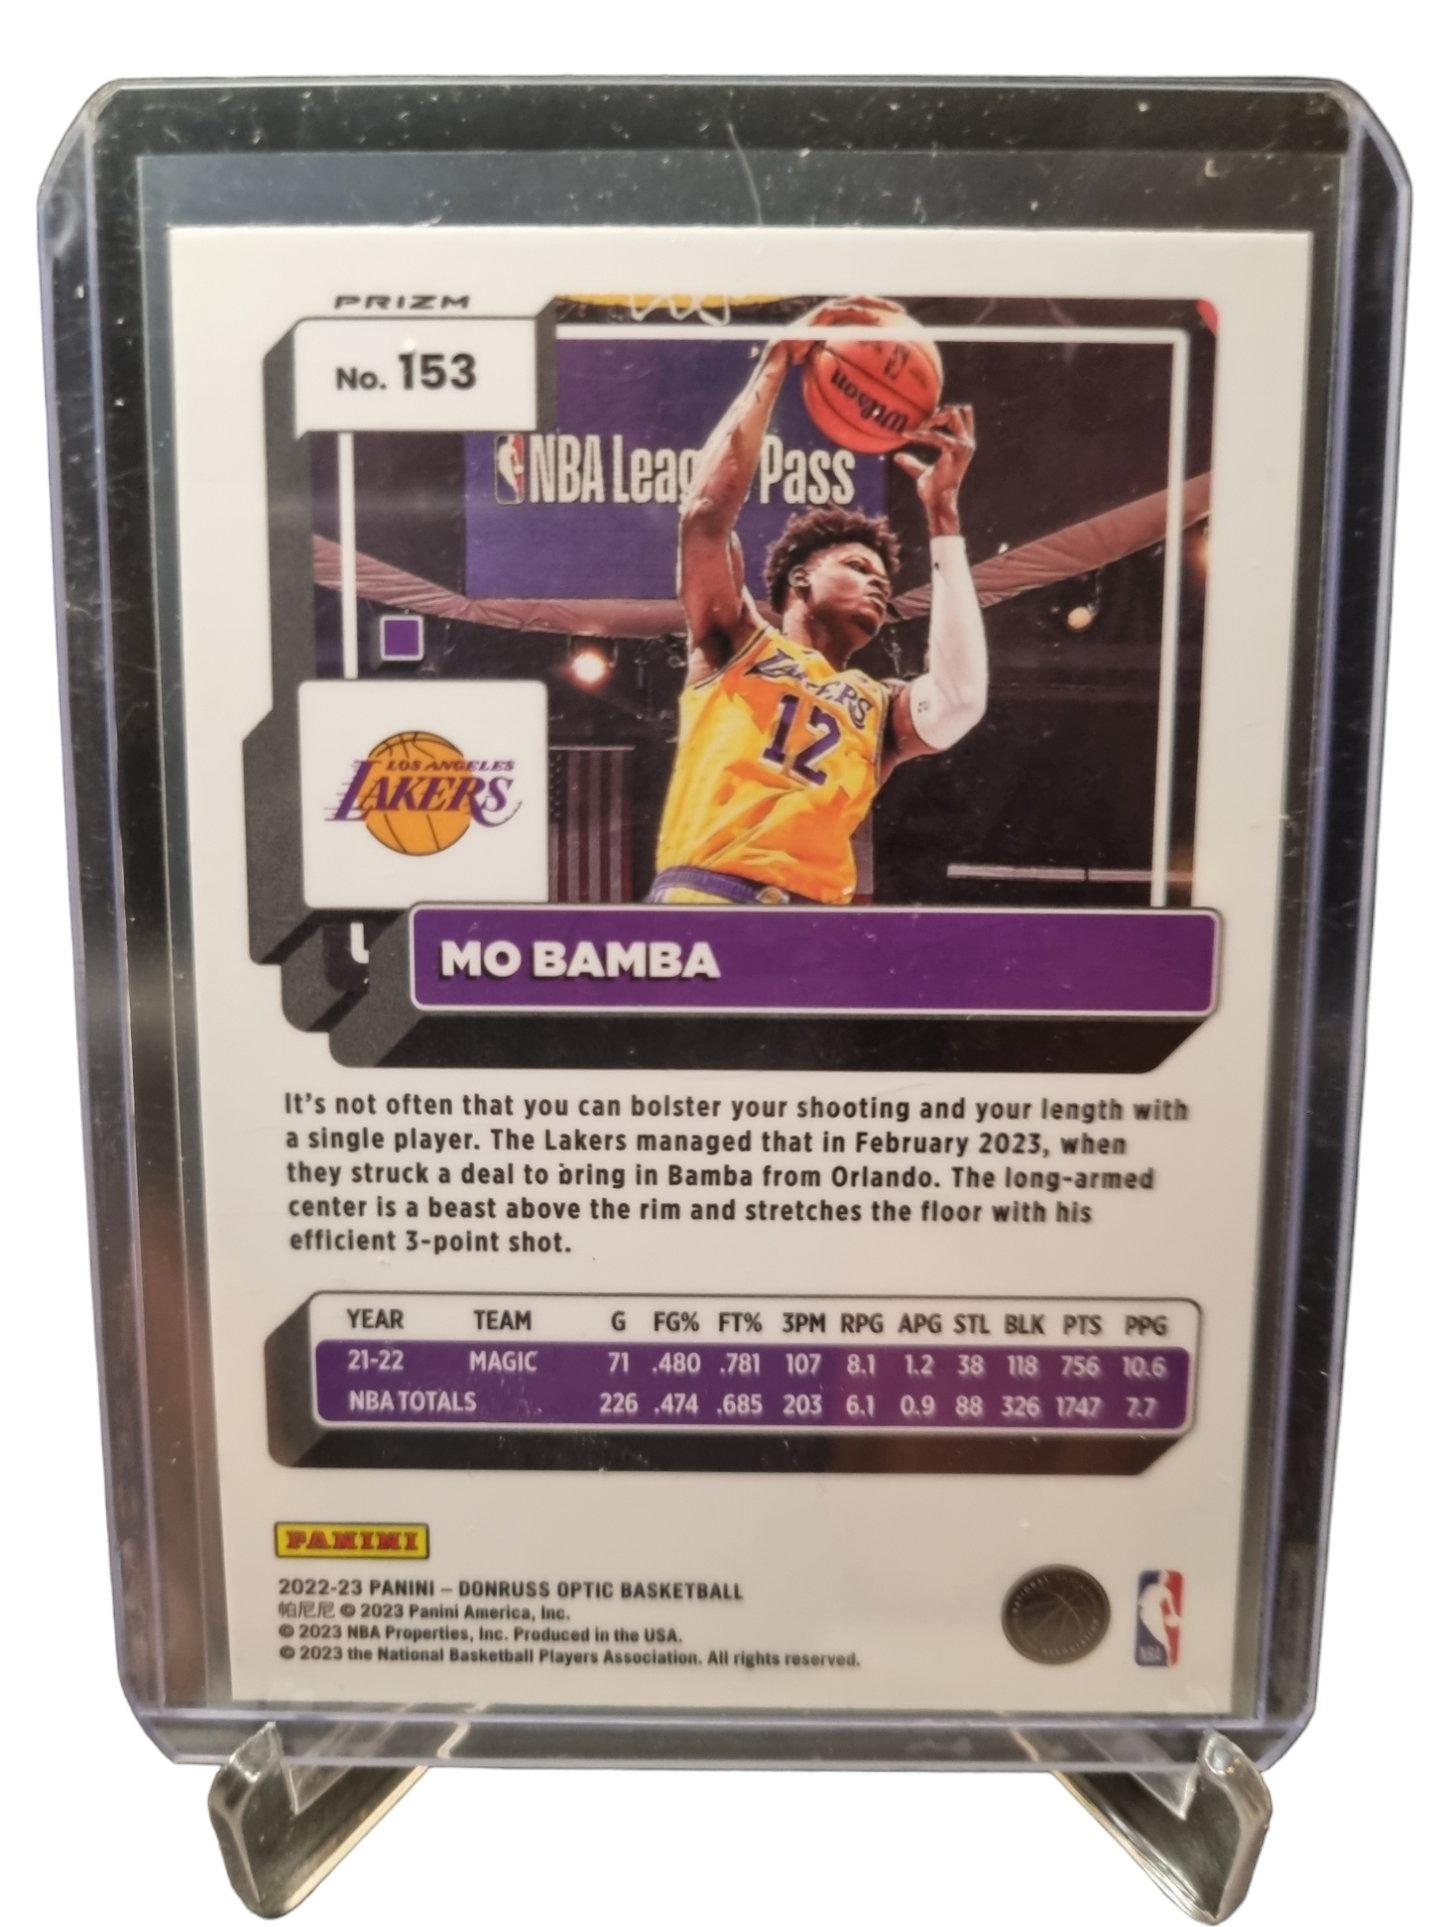 PRIZM
No. 153
Wilson
NBA Leag Pass
LAKERS
12
LOS ANGELES
LAKERS
MO BAMBA
It's not often that you can bolster your shooting and your length with
a single player. The Lakers managed that in February 2023, when
they struck a deal to bring in Bamba from Orlando. The long-armed
center is a beast above the rim and stretches the floor with his
efficient 3-point shot.
YEAR TEAM G FG% FT% 3PM RPG APG STL BLK PTS PPG
21-22 MAGIC 71 .480 .781 107 8.1 1.2 38 118 756 10.6
NBA TOTALS 226 .474 .685 203 6.1 0.9 88 326 1747 7.7
PANINI
2022-23 PANINI – DONRUSS OPTIC BASKETBALL
帕尼尼 © 2023 Panini America, Inc.
© 2023 NBA Properties, Inc. Produced in the USA.
© 2023 the National Basketball Players Association. All rights reserved.
NBA